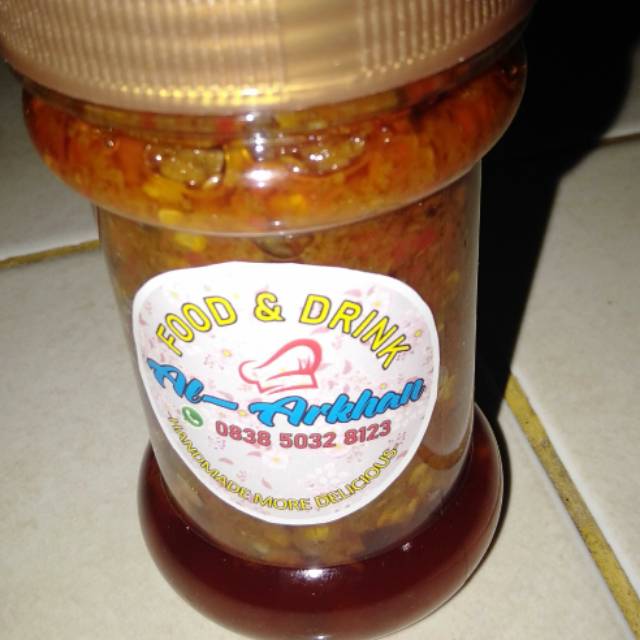 FOOD & DRINK
Al- Arkhan
0838 5032 8123
HANDMADE MORE DELICIOUS